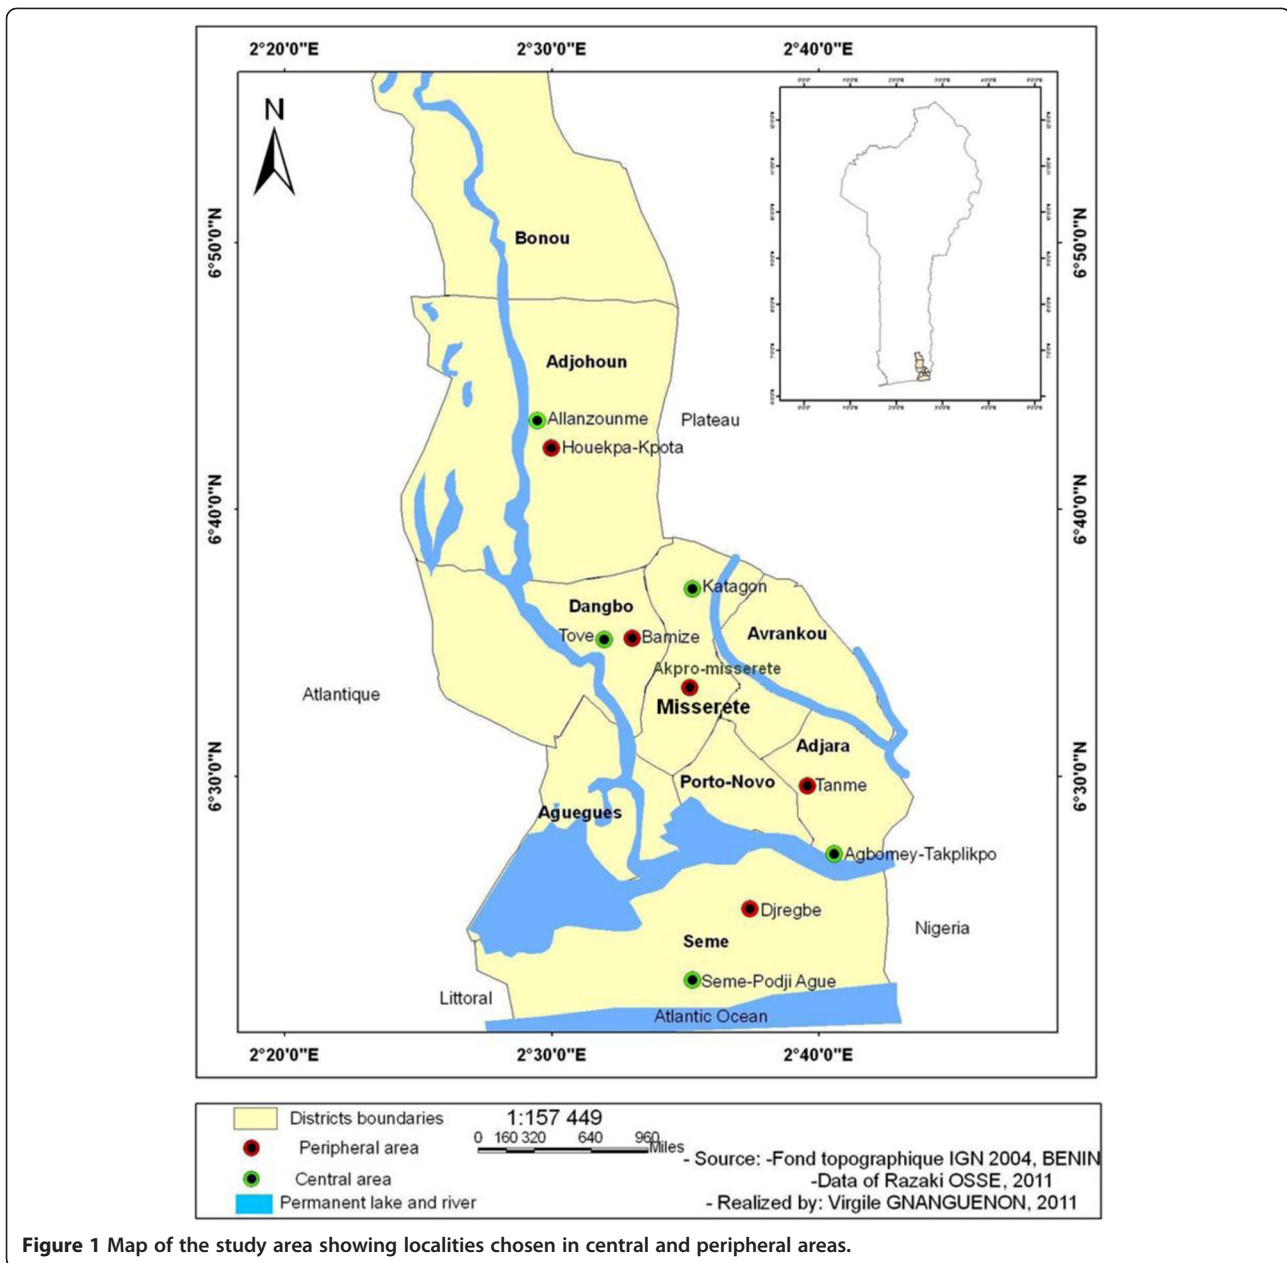 2°20'0"E 2°30'0"E 2°40'0"E
N
6°50'0"N 6°50'0"N
Bonou
Adjohoun
Allanzounme Plateau
Houekpa-Kpota
6°40'0"N 6°40'0"N
Katagon
Dangbo
Avrankou
Tove Bamize
Akpro-misserete
Atlantique
Misserete
Adjara
6°30'0"N 6°30'0"N
Porto-Novo Tanme
Aguegues
Agbomey-Takplikpo
Djregbe
Nigeria
Seme
Seme-Podji Ague
Littoral
Atlantic Ocean
2°20'0"E 2°30'0"E 2°40'0"E
Districts boundaries 1:157 449
Peripheral area 0 160 320 640 960 Miles
- Source: -Fond topographique IGN 2004, BENIN
Central area -Data of Razaki OSSE, 2011
Permanent lake and river - Realized by: Virgile GNANGUENON, 2011
Figure 1 Map of the study area showing localities chosen in central and peripheral areas.